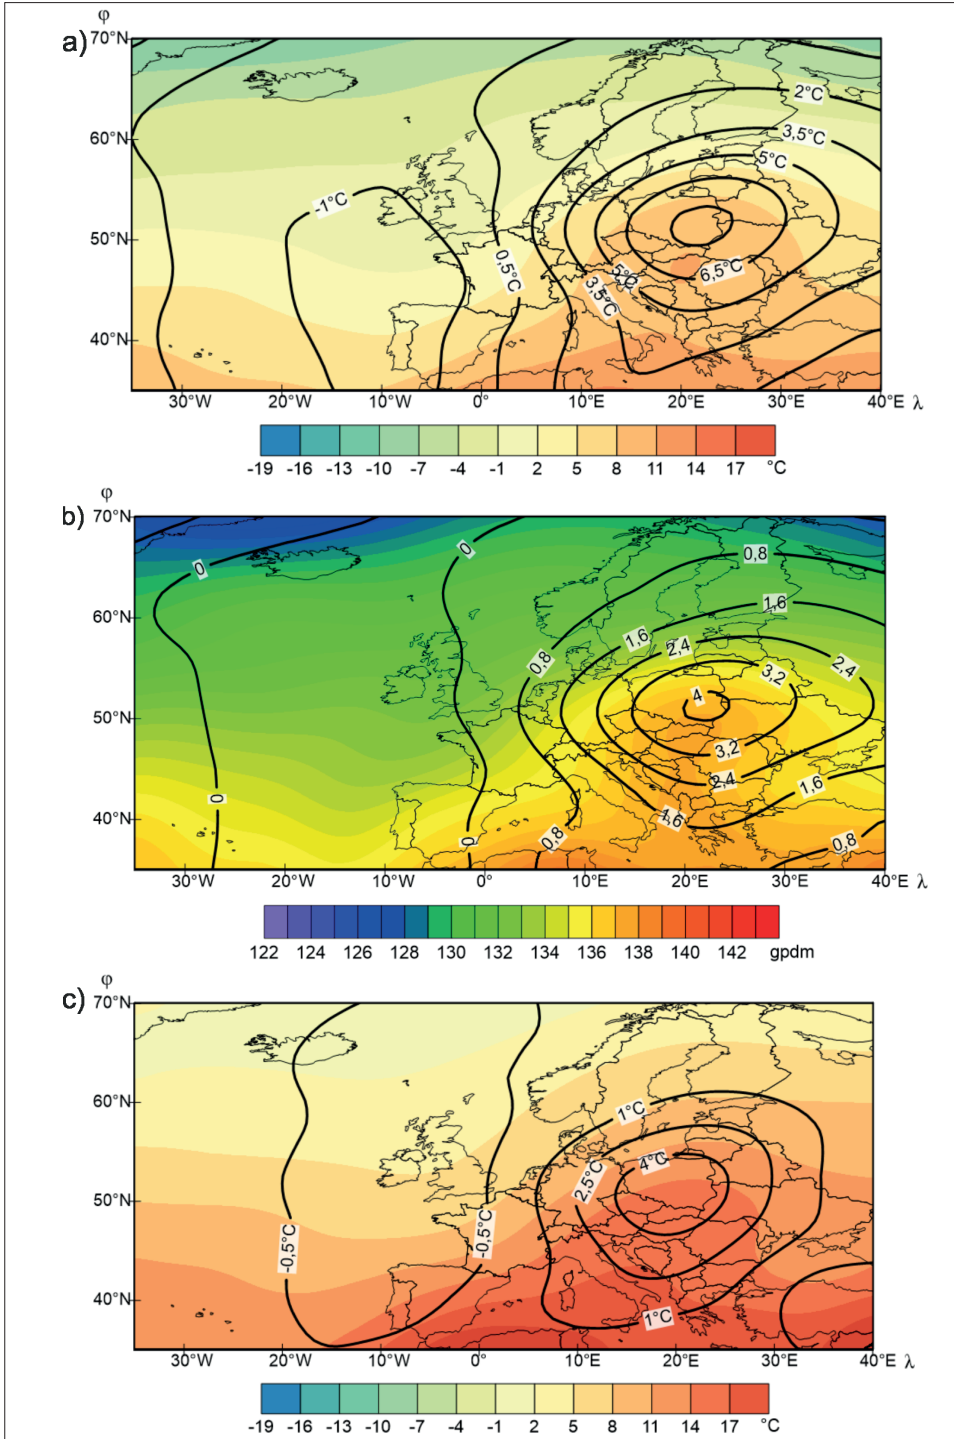 φ
a)
70°N
60°N
50°N
40°N
2°C
3,5°C
5°C
-1°C
0,5°C
5°C
6,5°C
3,5°C
30°W 20°W 10°W 0° 10°E 20°E 30°E 40°E λ
-19 -16 -13 -10 -7 -4 -1 2 5 8 11 14 17 °C
φ
b)
70°N
60°N
50°N
40°N
0
0
0,8
1,6
1,6
2,4
0,8
2,4
3,2
4
3,2
2,4
1,6
0
1,6
0
0,8
0,8
30°W 20°W 10°W 0° 10°E 20°E 30°E 40°E λ
122 124 126 128 130 132 134 136 138 140 142 gpdm
φ
c)
70°N
60°N
50°N
40°N
1°C
4°C
2,5°C
-0,5°C
-0,5°C
1°C
30°W 20°W 10°W 0° 10°E 20°E 30°E 40°E λ
-19 -16 -13 -10 -7 -4 -1 2 5 8 11 14 17 °C